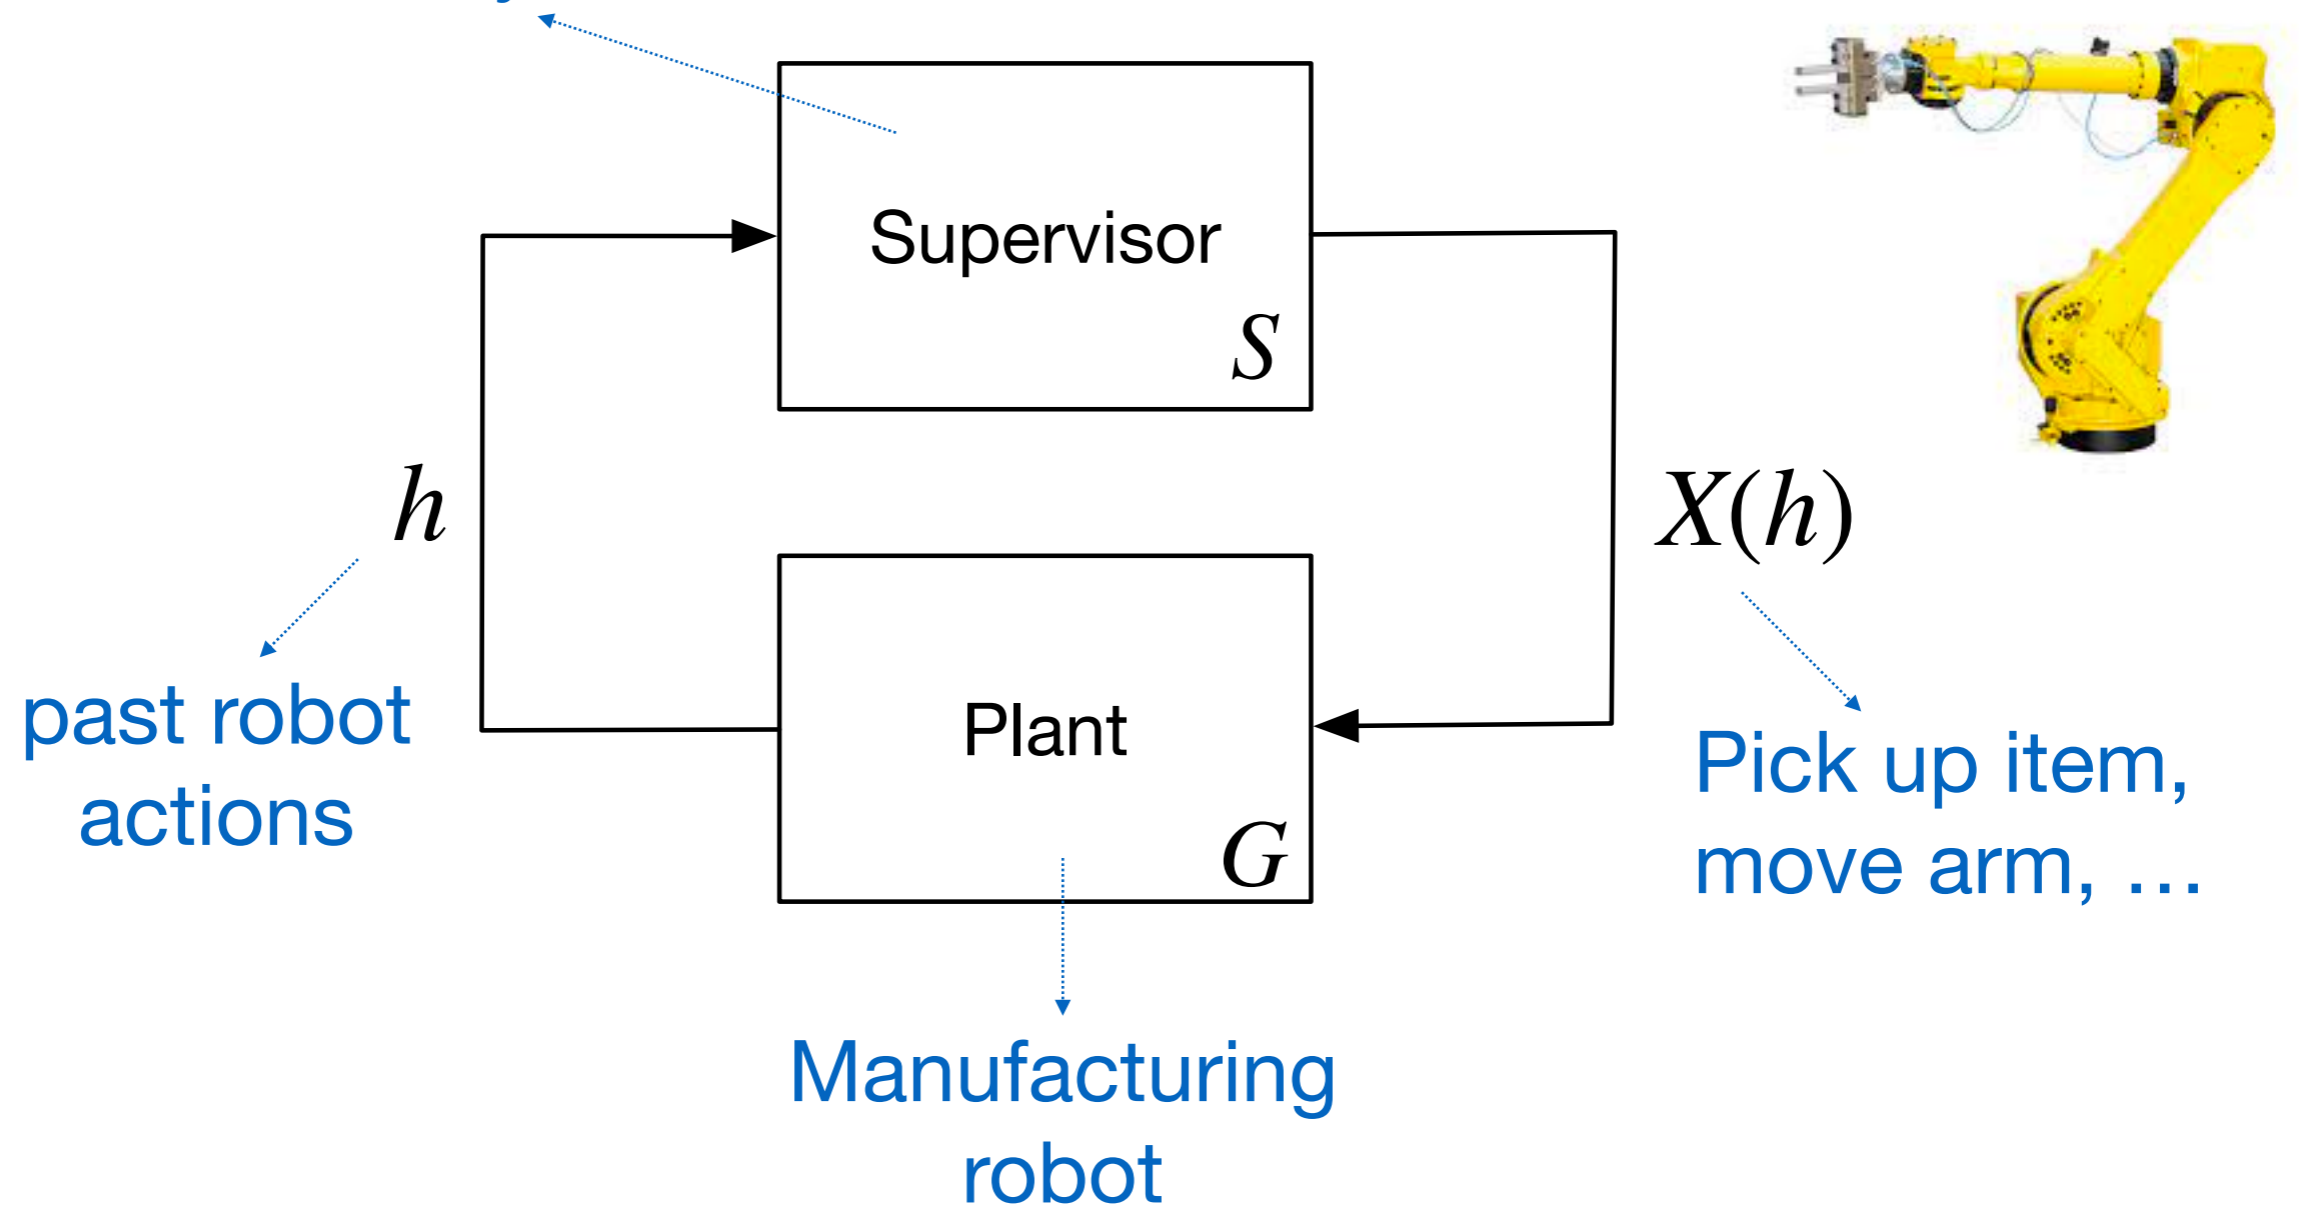 Supervisor
S
h
X(h)
past robot
actions
Plant
G
Pick up item,
move arm, …
Manufacturing
robot